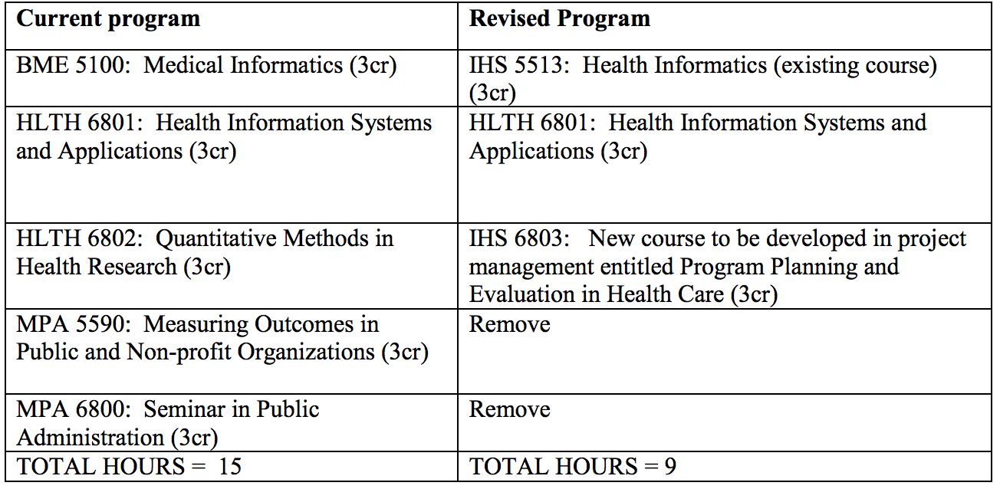 Current program
Revised Program
BME 5100:  Medical Informatics (3cr)
IHS 5513:  Health Informatics (existing course)
(3cr)
HLTH 6801:  Health Information Systems
and Applications (3cr)
HLTH 6801:  Health Information Systems and
Applications (3cr)
HLTH 6802:  Quantitative Methods in
Health Research (3cr)
IHS 6803:   New course to be developed in project
management entitled Program Planning and
Evaluation in Health Care (3cr)
MPA 5590:  Measuring Outcomes in
Public and Non-profit Organizations (3cr)
Remove
MPA 6800:  Seminar in Public
Administration (3cr)
Remove
TOTAL HOURS =  15
TOTAL HOURS = 9